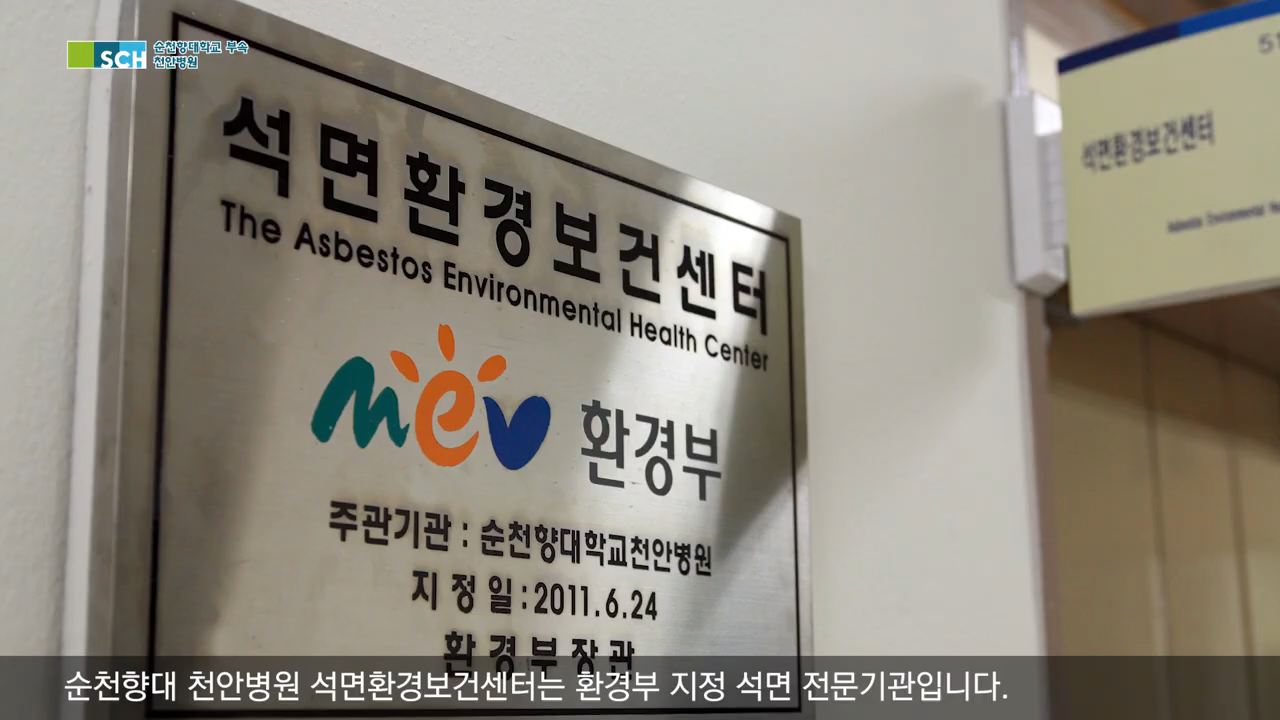 SCH
순천향대학교 부속
천안병원
석면환경보건센터
The Asbestos Environmental Health Center
mev 환경부
주관기관 : 순천향대학교천안병원
지정일:2011.6.24
환경부장관
51
석면환경보건센터
Asbestos Environmental
순천향대 천안병원 석면환경보건센터는 환경부 지정 석면 전문기관입니다.